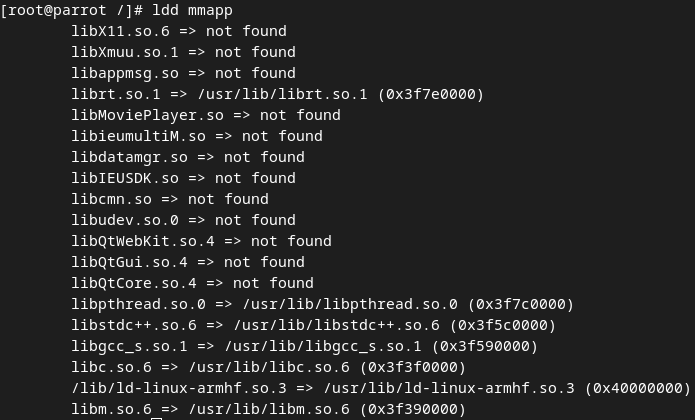 [root@parrot /]# ldd mmapp
libX11.so.6 => not found
libXmuu.so.1 => not found
libappmsg.so => not found
librt.so.1 => /usr/lib/librt.so.1 (0x3f7e0000)
libMoviePlayer.so => not found
libieumultiM.so => not found
libdatamgr.so => not found
libIEUSDK.so => not found
libcmn.so => not found
libudev.so.0 => not found
libQtWebKit.so.4 => not found
libQtGui.so.4 => not found
libQtCore.so.4 => not found
libpthread.so.0 => /usr/lib/libpthread.so.0 (0x3f7c0000)
libstdc++.so.6 => /usr/lib/libstdc++.so.6 (0x3f5c0000)
libgcc_s.so.1 => /usr/lib/libgcc_s.so.1 (0x3f590000)
libc.so.6 => /usr/lib/libc.so.6 (0x3f3f0000)
/lib/ld-linux-armhf.so.3 => /usr/lib/ld-linux-armhf.so.3 (0x40000000)
libm.so.6 => /usr/lib/libm.so.6 (0x3f390000)